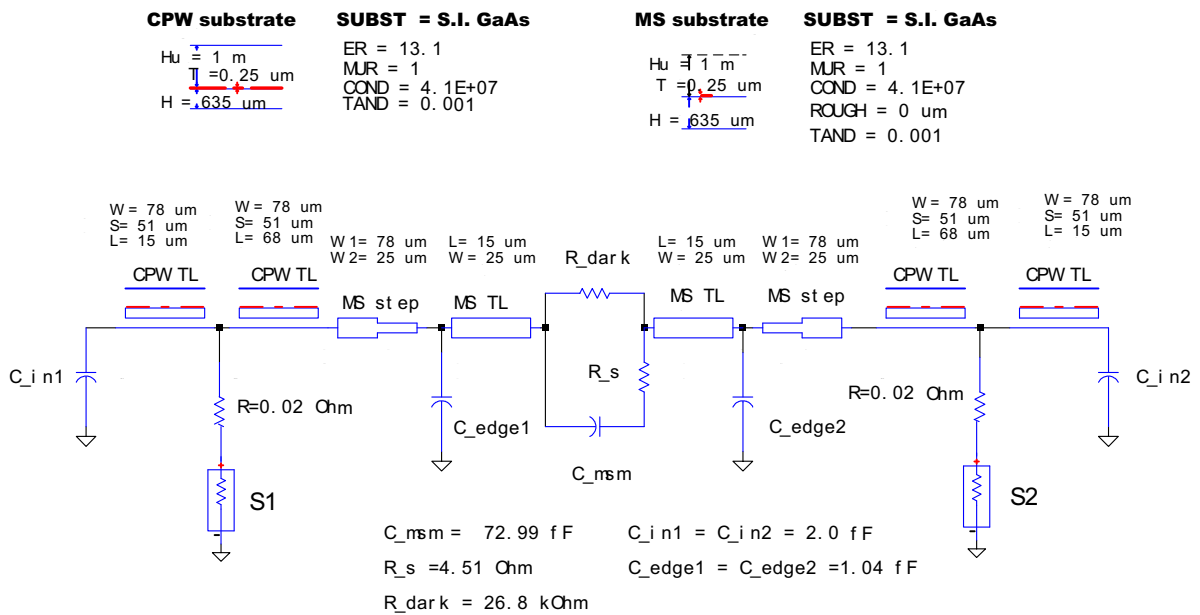 CPW substrate
SUBST = S.I. GaAs
MS substrate
SUBST = S.I. GaAs
Hu = 1 m
T =0.25 um
H = 635 um
ER = 13.1
MUR = 1
COND = 4.1E+07
TAND = 0.001
Hu = 1 m
T =0.25 um
H = 635 um
ER = 13.1
MUR = 1
COND = 4.1E+07
ROUGH = 0 um
TAND = 0.001
W = 78 um
S= 51 um
L= 15 um
W = 78 um
S= 51 um
L= 68 um
W1= 78 um
W2= 25 um
L= 15 um
W= 25 um
L= 15 um
W= 25 um
W1= 78 um
W2= 25 um
W = 78 um
S= 51 um
L= 68 um
W = 78 um
S= 51 um
L= 15 um
CPW TL
CPW TL
MS step
MS TL
R_dark
MS TL
MS step
CPW TL
CPW TL
C_in1
R=0.02 Ohm
C_edge1
R_s
C_msm
C_edge2
R=0.02 Ohm
C_in2
+
-
S1
+
-
S2
C_msm = 72.99 fF
R_s =4.51 Ohm
R_dark = 26.8 kOhm
C_in1 = C_in2 = 2.0 fF
C_edge1 = C_edge2 =1.04 fF